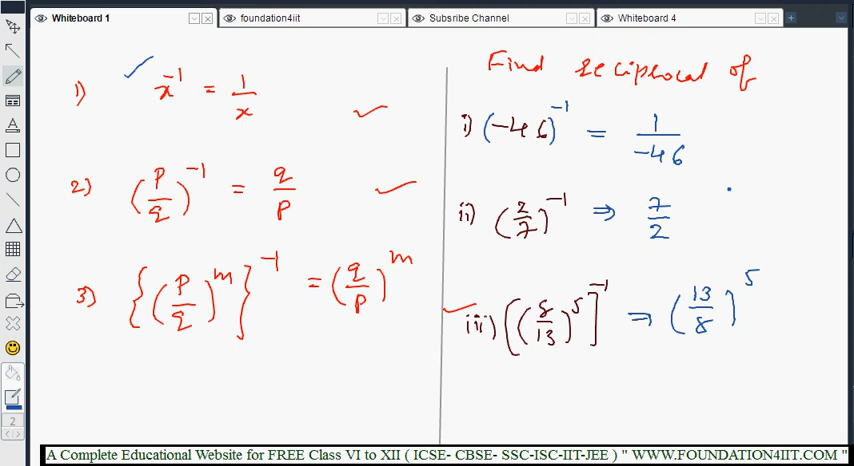 Whiteboard 1
foundation4iit
Subsribe Channel
Whiteboard 4
1) x^-1 = 1/x
2) (p/q)^-1 = q/p
3) {(p/q)^m}^-1 = (q/p)^m
Find reciprocal of
i) (-46)^-1 = 1/-46
ii) (2/7)^-1 ⇒ 7/2
iii) [(8/13)^5]^-1 ⇒ (13/8)^5
2
A Complete Educational Website for FREE Class VI to XII ( ICSE- CBSE- SSC-ISC-IIT-JEE ) " WWW.FOUNDATION4IIT.COM "